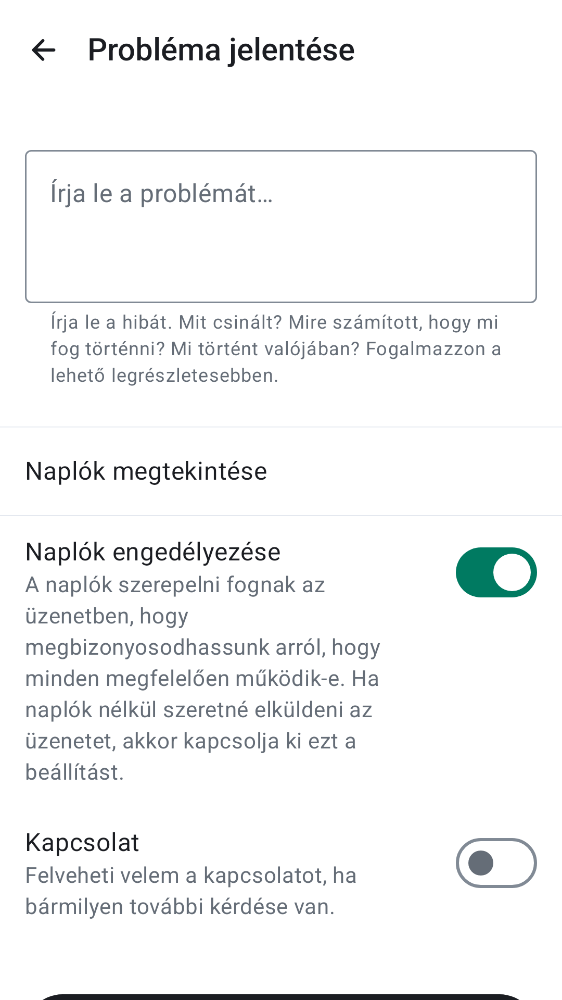 Probléma jelentése
Írja le a problémát…
Írja le a hibát. Mit csinált? Mire számított, hogy mi
fog történni? Mi történt valójában? Fogalmazzon a
lehető legrészletesebben.
Naplók megtekintése
Naplók engedélyezése
A naplók szerepelni fognak az
üzenetben, hogy
megbizonyosodhassunk arról, hogy
minden megfelelően működik-e. Ha
naplók nélkül szeretné elküldeni az
üzenetet, akkor kapcsolja ki ezt a
beállítást.
Kapcsolat
Felveheti velem a kapcsolatot, ha
bármilyen további kérdése van.